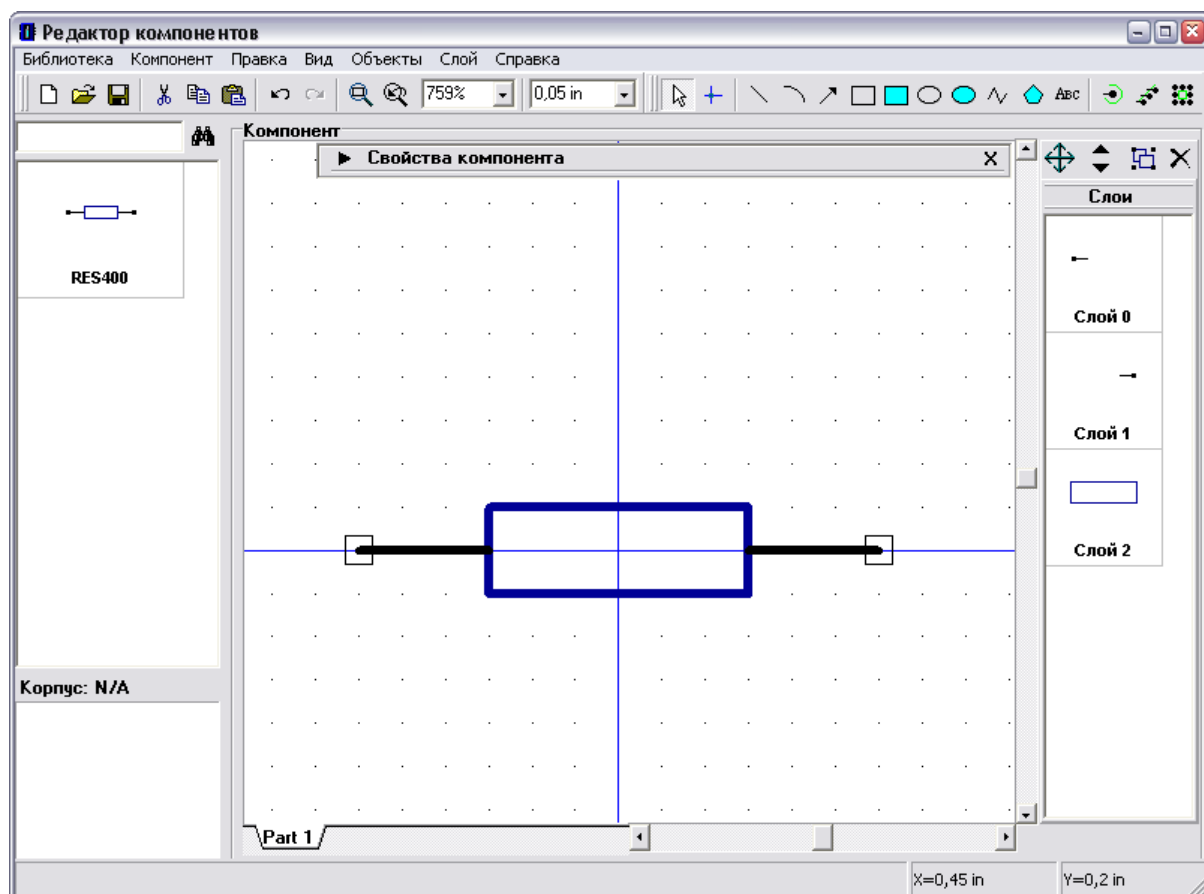 Редактор компонентов
Библиотека Компонент Правка Вид Объекты Слой Справка
759% 0,05 in ABC
Компонент
Свойства компонента X
Слои
RES400
Слой 0
Слой 1
Слой 2
Корпус: N/A
Part 1
X=0,45 in Y=0,2 in